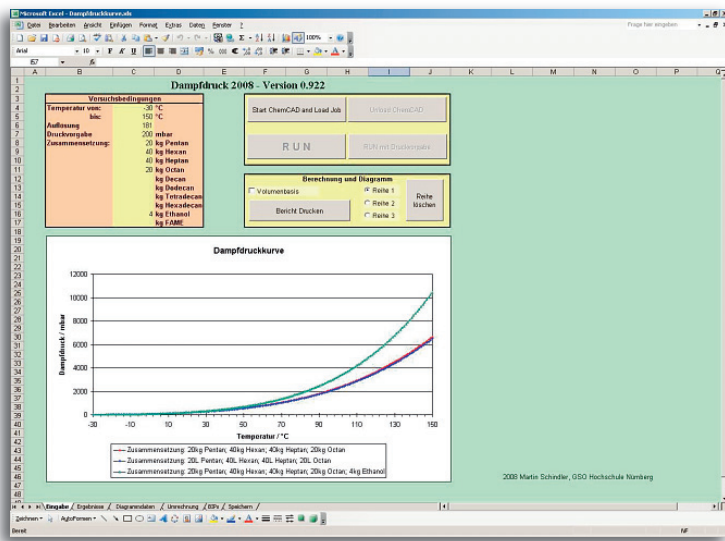 Microsoft Excel - Dampfdruckkurve.xls
Datei Bearbeiten Ansicht Einfügen Format Extras Daten Fenster ?
Frage hier eingeben
Arial 10 F K U 100%
I67 fx
A B C D E F G H I J K L M N O P Q
Dampfdruck 2008 - Version 0.922
Versuchsbedingungen
Temperatur von: -30 °C
bis: 150 °C
Auflösung 181
Druckvorgabe 200 mbar
Zusammensetzung: 20 kg Pentan
40 kg Hexan
40 kg Heptan
20 kg Octan
kg Decan
kg Dodecan
kg Tetradecan
kg Hexadecan
4 kg Ethanol
kg FAME
Start ChemCAD and Load Job Unload ChemCAD
RUN RUN mit Druckvorgabe
Berechnung und Diagramm
Volumenbasis Reihe 1
Reihe 2
Reihe 3
Bericht Drucken
Reihe löschen
Dampfdruckkurve
Dampfdruck / mbar
12000
10000
8000
6000
4000
2000
0
-30 -10 10 30 50 70 90 110 130 150
Temperatur / °C
Zusammensetzung: 20kg Pentan; 40kg Hexan; 40kg Heptan; 20kg Octan
Zusammensetzung: 20L Pentan; 40L Hexan; 40L Heptan; 20L Octan
Zusammensetzung: 20kg Pentan; 40kg Hexan; 40kg Heptan; 20kg Octan; 4kg Ethanol
2008 Martin Schindler, GSO Hochschule Nürnberg
Eingabe / Ergebnisse / Diagrammdaten / Umrechnung / BIPs / Speichern
Zeichnen AutoFormen
Bereit NF